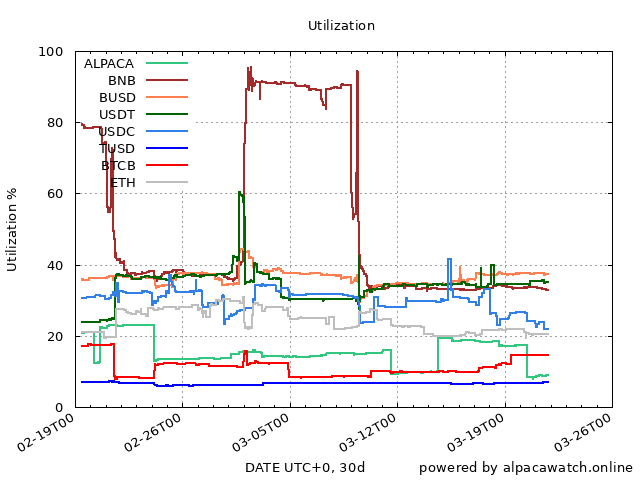 Utilization
100
80
60
40
20
0
Utilization %
ALPACA
BNB
BUSD
USDT
USDC
TUSD
BTCB
ETH
02-19T00
02-26T00
03-05T00
03-12T00
03-19T00
03-26T00
DATE UTC+0, 30d
powered by alpacawatch.online